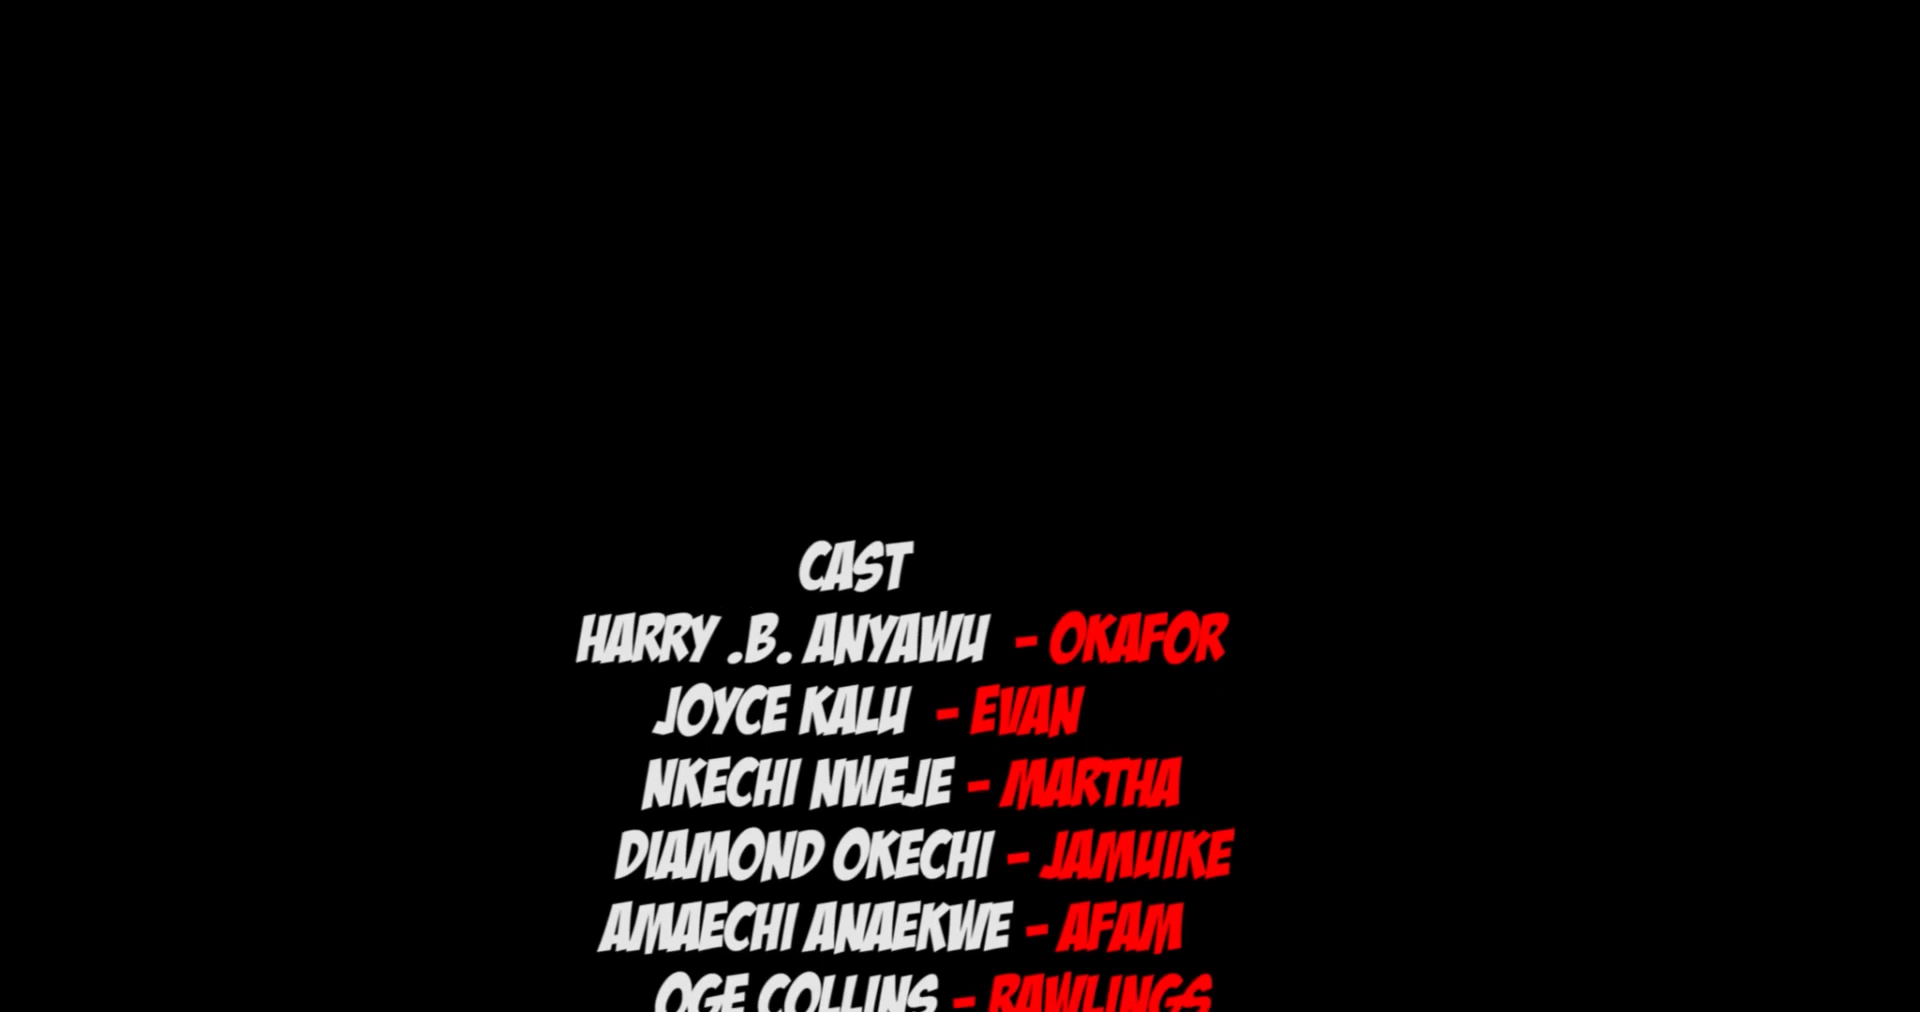 CAST
HARRY .B. ANYAWU - OKAFOR
JOYCE KALU - EVAN
NKECHI NWEJE - MARTHA
DIAMOND OKECHI - JAMUIKE
AMAECHI ANAEKWE - AFAM
OGE COLLINS - RAWLINGS